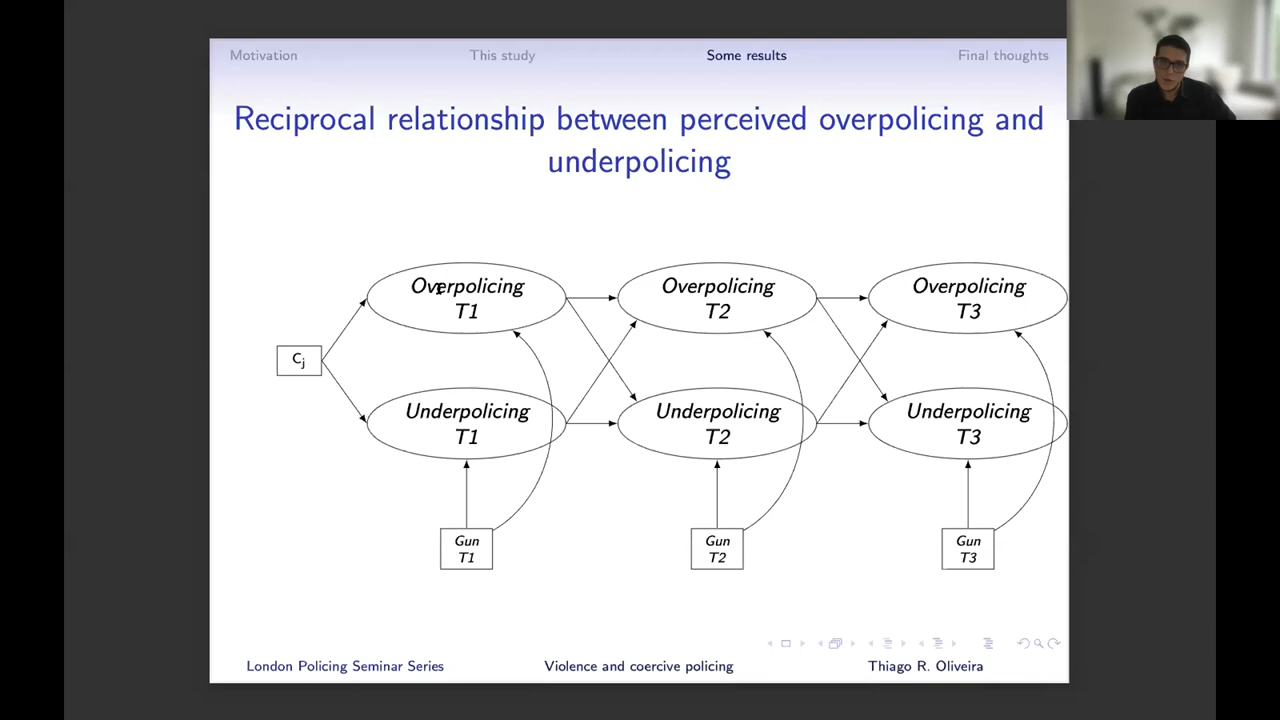 Motivation
This study
Some results
Final thoughts
Reciprocal relationship between perceived overpolicing and
underpolicing
Overpolicing
T1
Overpolicing
T2
Overpolicing
T3
Cj
Underpolicing
T1
Underpolicing
T2
Underpolicing
T3
Gun
T1
Gun
T2
Gun
T3
London Policing Seminar Series
Violence and coercive policing
Thiago R. Oliveira